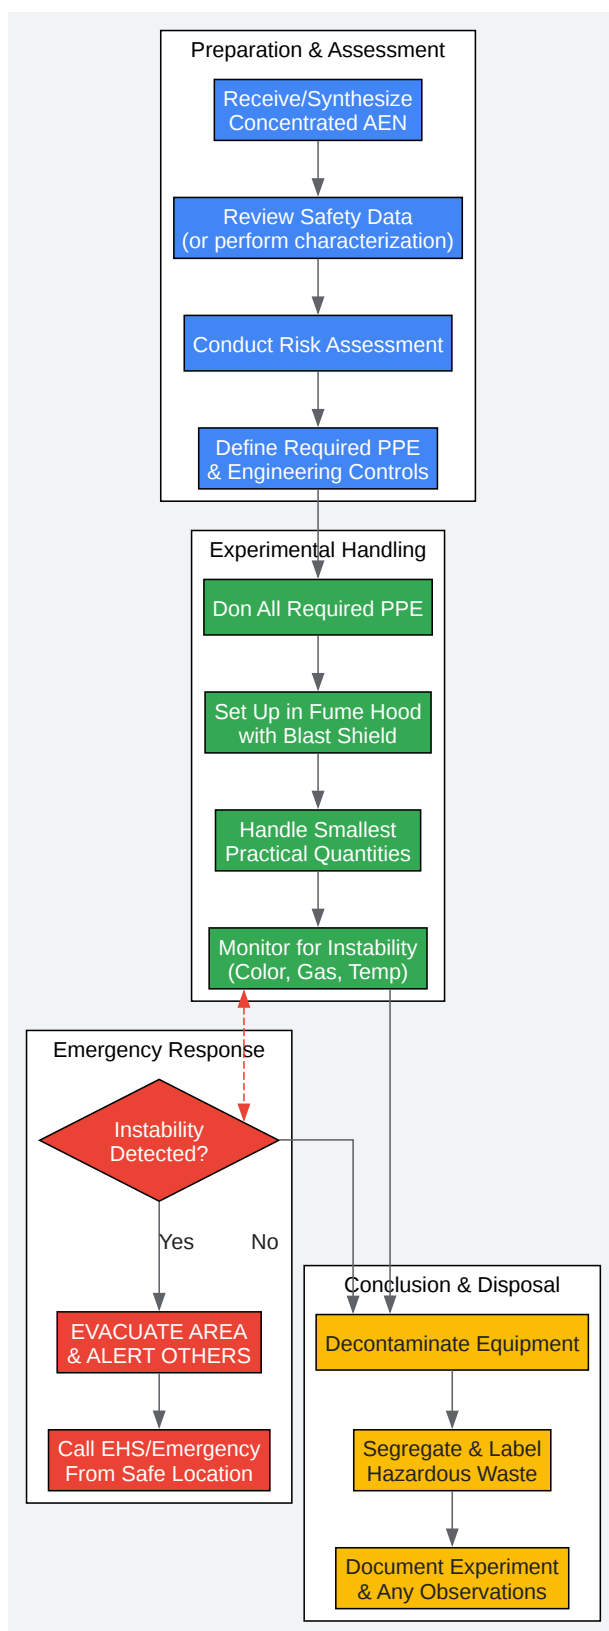 Preparation & Assessment
Receive/Synthesize
Concentrated AEN
Review Safety Data
(or perform characterization)
Conduct Risk Assessment
Define Required PPE
& Engineering Controls
Experimental Handling
Don All Required PPE
Set Up in Fume Hood
with Blast Shield
Handle Smallest
Practical Quantities
Monitor for Instability
(Color, Gas, Temp)
Emergency Response
Instability
Detected?
Yes
No
EVACUATE AREA
& ALERT OTHERS
Call EHS/Emergency
From Safe Location
Conclusion & Disposal
Decontaminate Equipment
Segregate & Label
Hazardous Waste
Document Experiment
& Any Observations